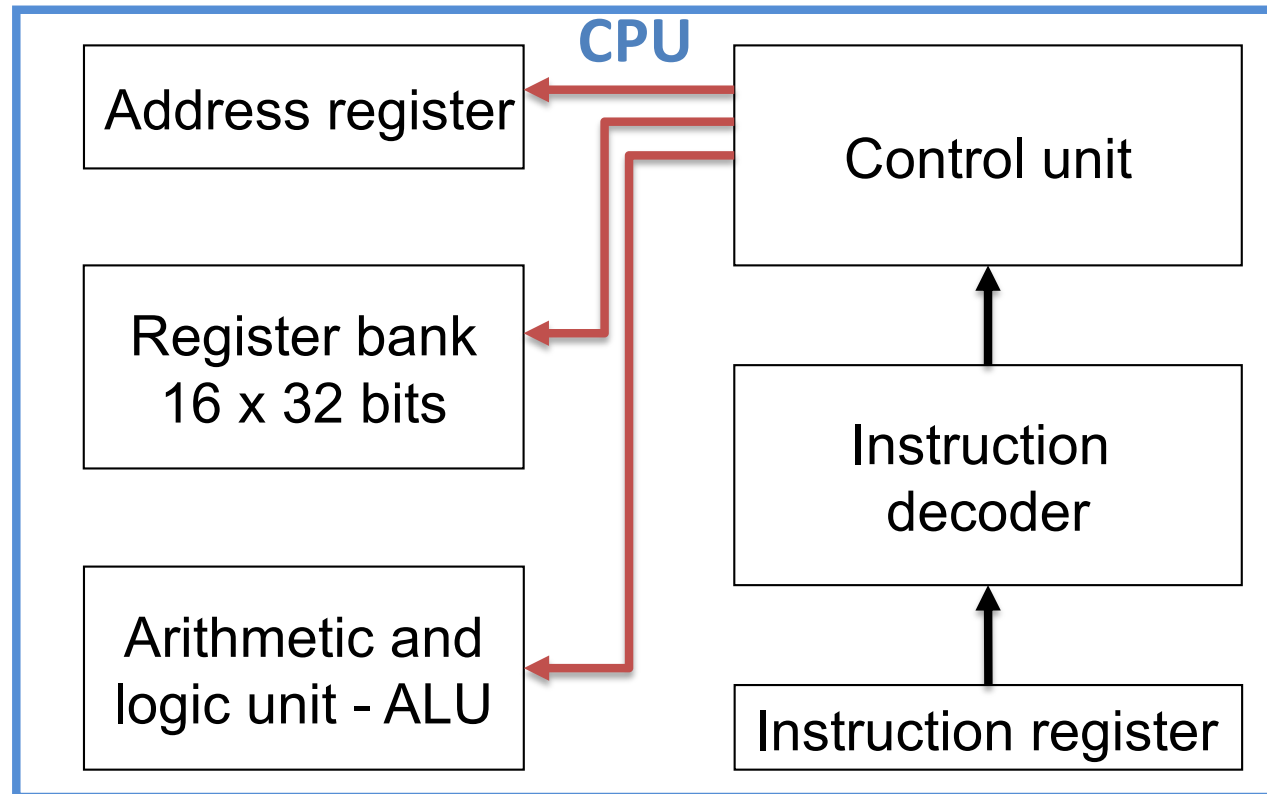 CPU
Address register
Control unit
Register bank
16 x 32 bits
Instruction
decoder
Arithmetic and
logic unit - ALU
Instruction register